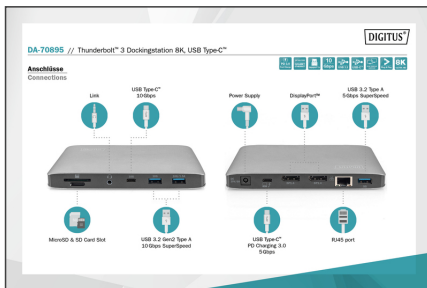 DIGITUS®
DA-70895 // Thunderbolt™ 3 Dockingstation 8K, USB Type-C™
Anschlüsse
Connections
10
Gbps
8K
Link
USB Type-C®
10Gbps
Power Supply
DisplayPort™
USB 3.2 Type A
5Gbps SuperSpeed
MicroSD & SD Card Slot
USB 3.2 Gen2 Type A
10Gbps SuperSpeed
USB Type-C®
PD Charging 3.0
5Gbps
RJ45 port